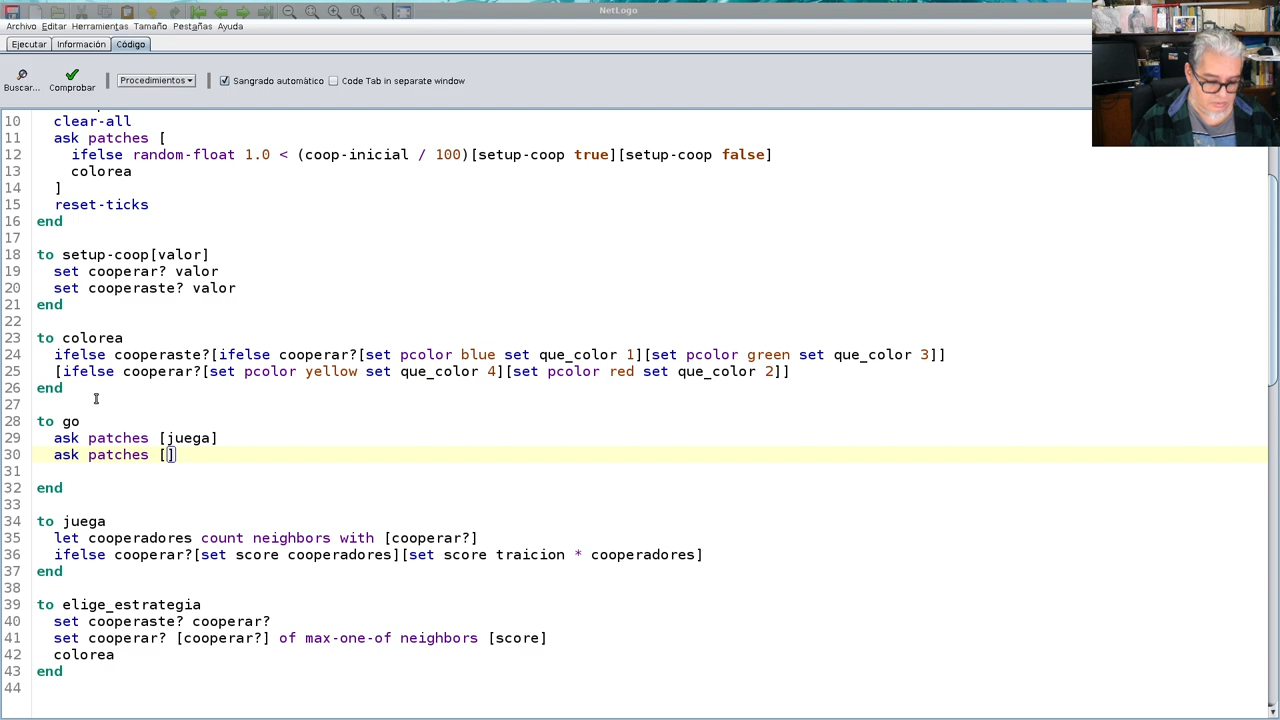 NetLogo
Archivo Editar Herramientas Tamaño Pestañas Ayuda
Ejecutar Información Código
Buscar... Comprobar Procedimientos Sangrado automático Code Tab in separate window
10 clear-all
11 ask patches [
12 ifelse random-float 1.0 < (coop-inicial / 100)[setup-coop true][setup-coop false]
13 colorea
14 ]
15 reset-ticks
16 end
17
18 to setup-coop[valor]
19 set cooperar? valor
20 set cooperaste? valor
21 end
22
23 to colorea
24 ifelse cooperaste?[ifelse cooperar?[set pcolor blue set que_color 1][set pcolor green set que_color 3]]
25 [ifelse cooperar?[set pcolor yellow set que_color 4][set pcolor red set que_color 2]]
26 end
27
28 to go
29 ask patches [juega]
30 ask patches []
31
32 end
33
34 to juega
35 let cooperadores count neighbors with [cooperar?]
36 ifelse cooperar?[set score cooperadores][set score traicion * cooperadores]
37 end
38
39 to elige_estrategia
40 set cooperaste? cooperar?
41 set cooperar? [cooperar?] of max-one-of neighbors [score]
42 colorea
43 end
44